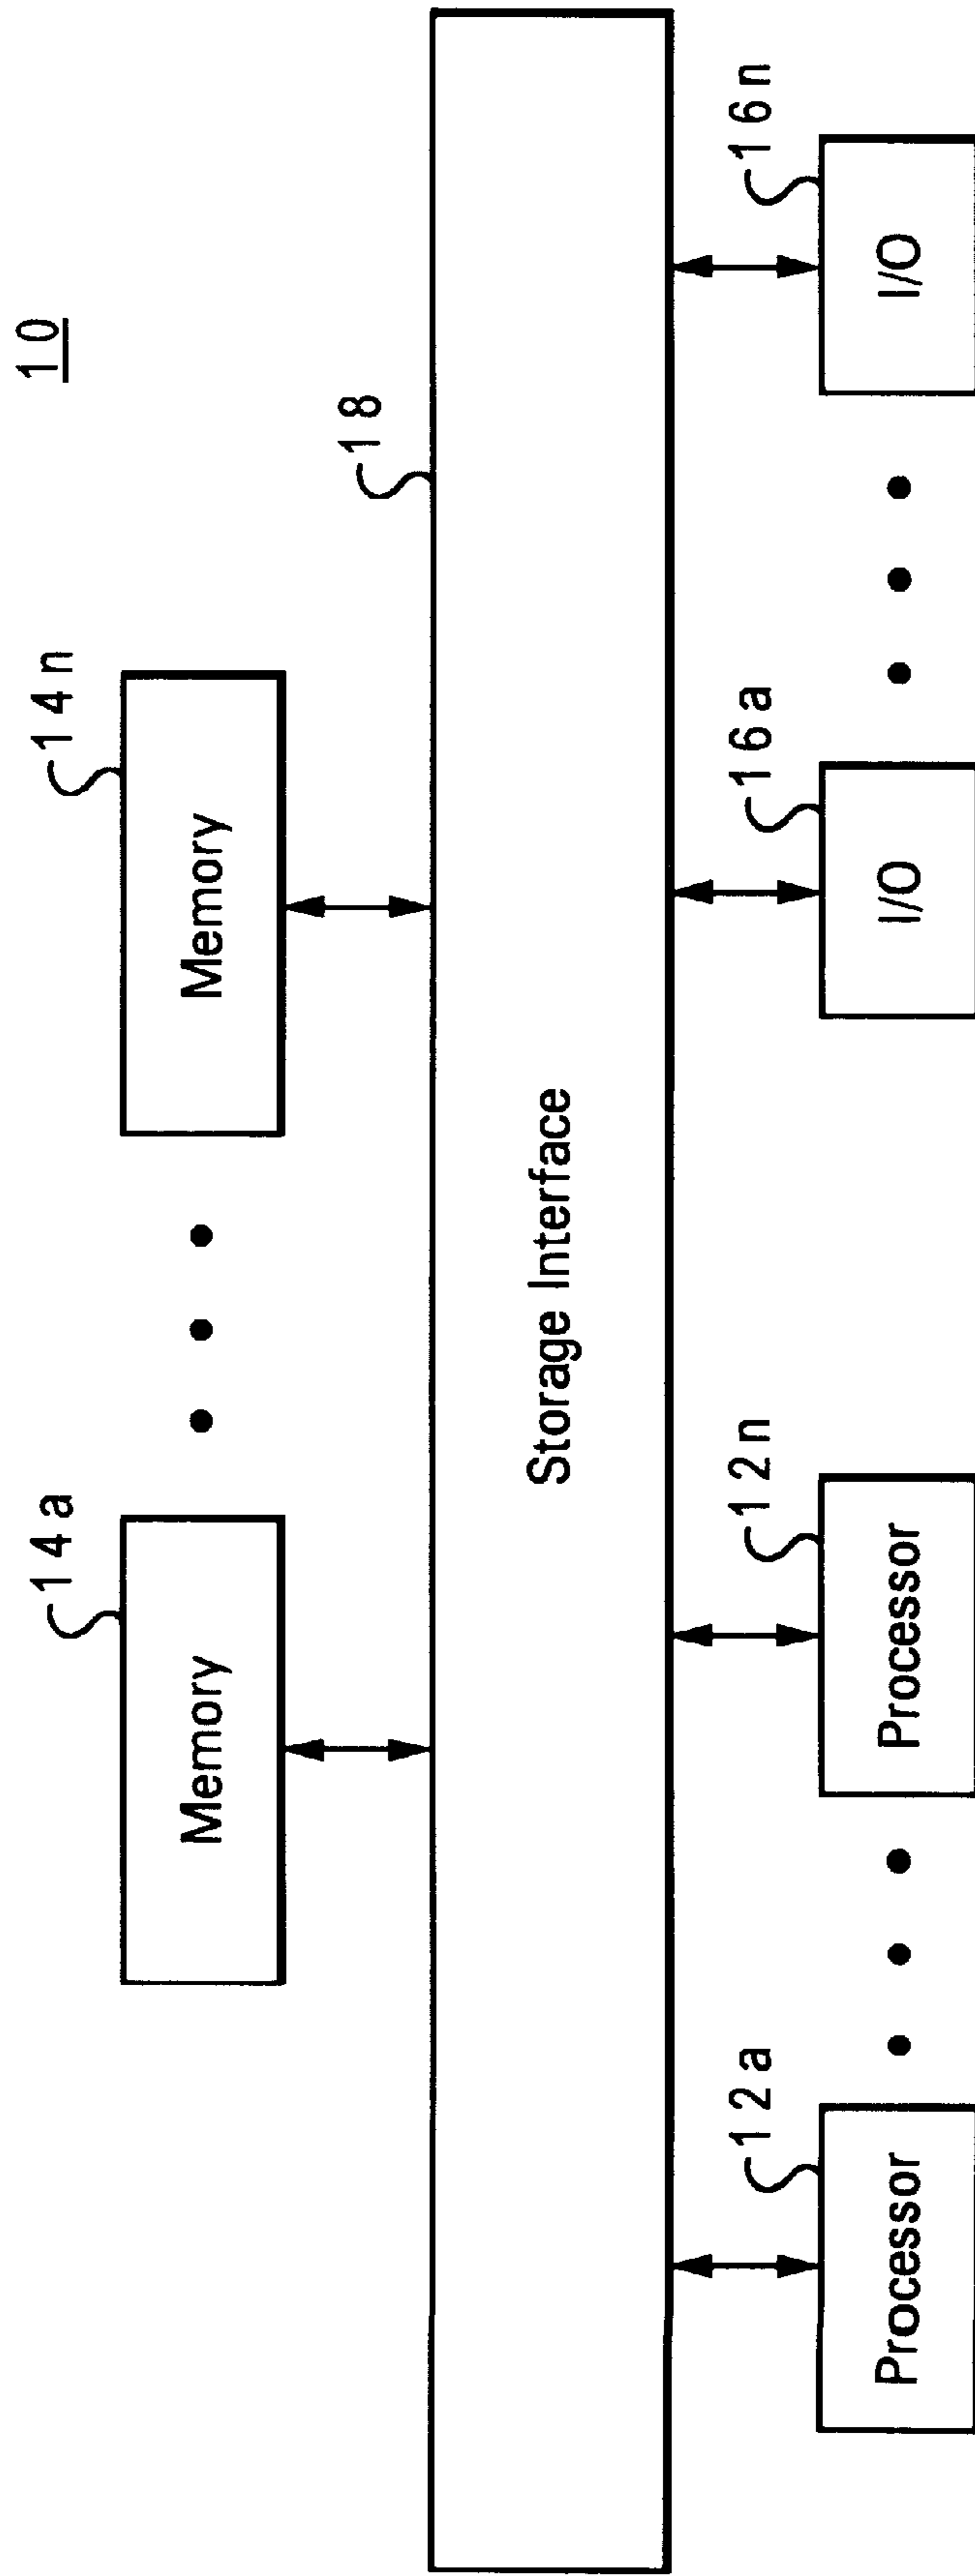 10
14a
14n
Memory
Memory
18
Storage Interface
12a
12n
16a
16n
Processor
Processor
I/O
I/O